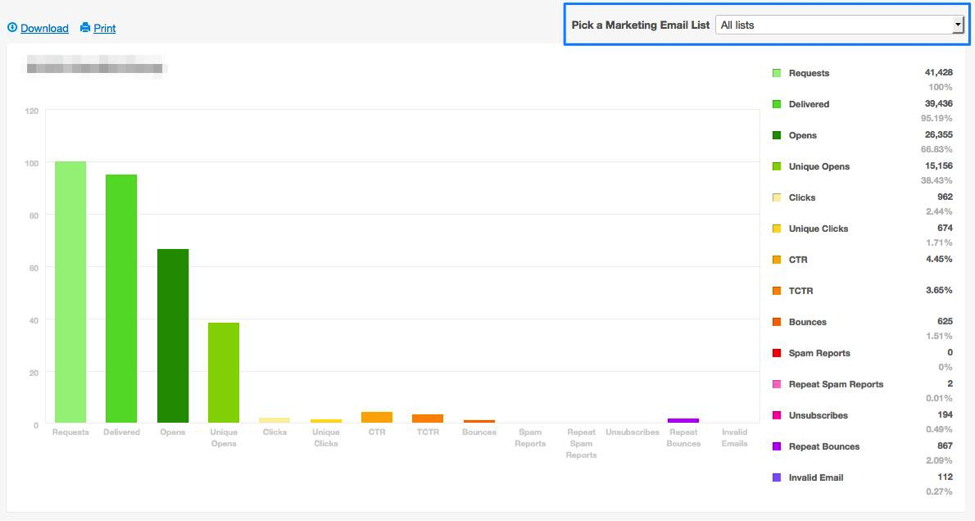 Download Print
Pick a Marketing Email List All lists
120
100
80
60
40
20
0
Requests Delivered Opens Unique Opens Clicks Unique Clicks CTR TCTR Bounces Spam Reports Repeat Spam Reports Unsubscribes Repeat Bounces Invalid Emails
Requests 41,428
100%
Delivered 39,436
95.19%
Opens 26,355
66.83%
Unique Opens 15,156
38.43%
Clicks 962
2.44%
Unique Clicks 674
1.71%
CTR 4.45%
TCTR 3.65%
Bounces 625
1.51%
Spam Reports 0
0%
Repeat Spam Reports 2
0.01%
Unsubscribes 194
0.49%
Repeat Bounces 867
2.09%
Invalid Email 112
0.27%